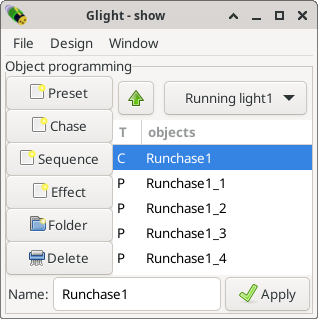 Glight - show
File Design Window
Object programming
Preset
Chase
Sequence
Effect
Folder
Delete
Running light1
T objects
C Runchase1
P Runchase1_1
P Runchase1_2
P Runchase1_3
P Runchase1_4
Name: Runchase1 Apply